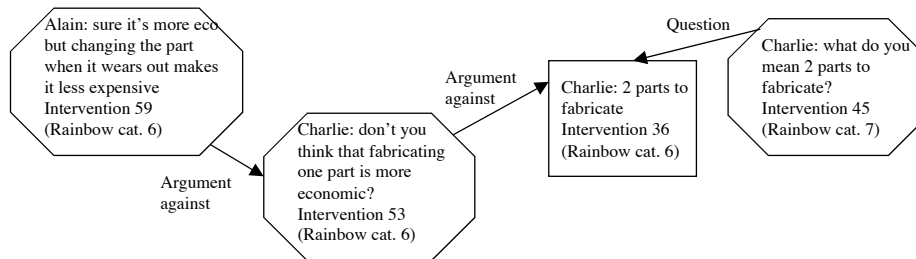 Alain: sure it's more eco
but changing the part
when it wears out makes
it less expensive
Intervention 59
(Rainbow cat. 6)
Argument
against
Charlie: don't you
think that fabricating
one part is more
economic?
Intervention 53
(Rainbow cat. 6)
Argument
against
Charlie: 2 parts to
fabricate
Intervention 36
(Rainbow cat. 6)
Question
Charlie: what do you
mean 2 parts to
fabricate?
Intervention 45
(Rainbow cat. 7)